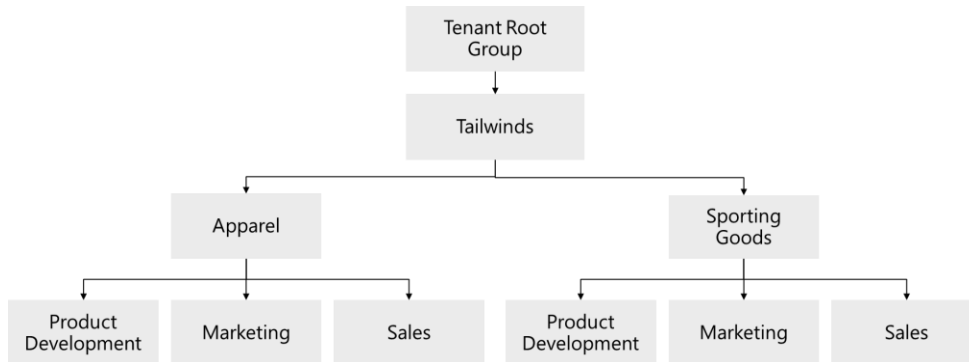 Tenant Root
Group
Tailwinds
Apparel
Sporting
Goods
Product
Development
Marketing
Sales
Product
Development
Marketing
Sales